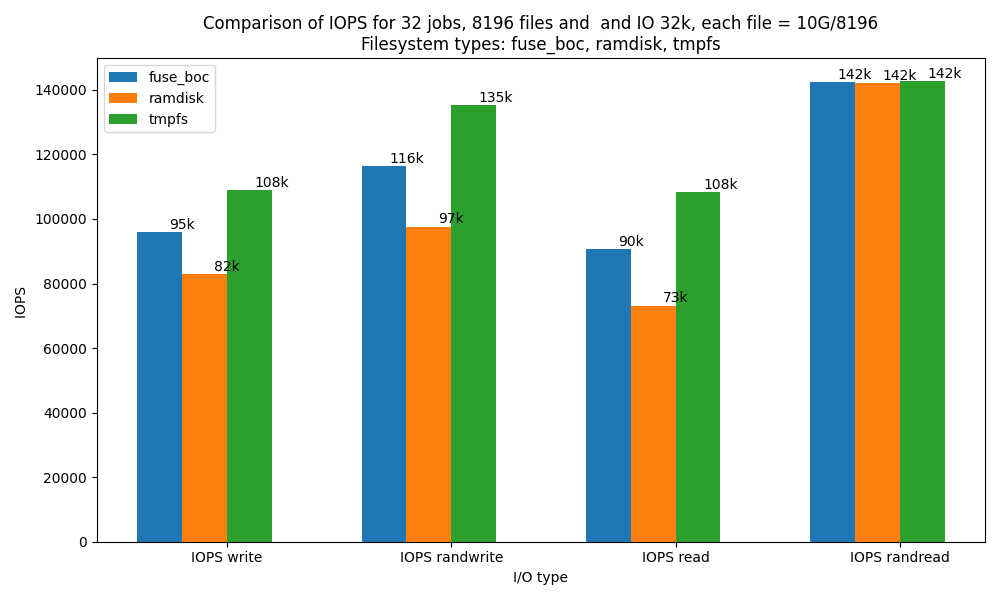 Comparison of IOPS for 32 jobs, 8196 files and  and IO 32k, each file = 10G/8196
Filesystem types: fuse_boc, ramdisk, tmpfs
fuse_boc
ramdisk
tmpfs
IOPS
140000
120000
100000
80000
60000
40000
20000
0
95k
82k
108k
116k
97k
135k
90k
73k
108k
142k
142k
142k
IOPS write
IOPS randwrite
IOPS read
IOPS randread
I/O type